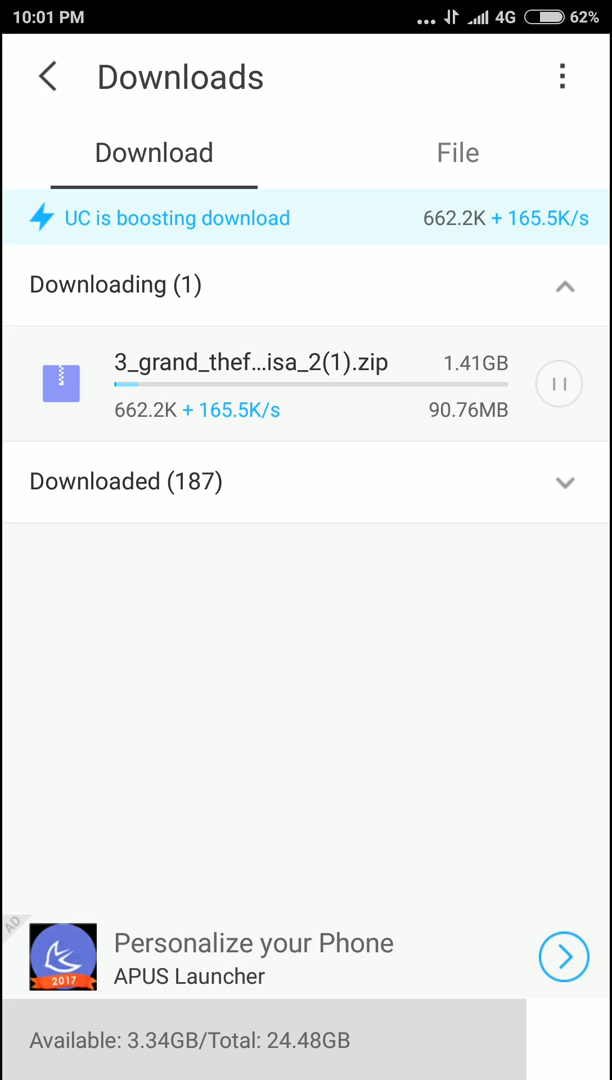 10:01 PM
... 4G 62%
Downloads
Download
File
UC is boosting download
662.2K + 165.5K/s
Downloading (1)
3_grand_thef...isa_2(1).zip
1.41GB
662.2K + 165.5K/s
90.76MB
Downloaded (187)
AD
2017
Personalize your Phone
APUS Launcher
Available: 3.34GB/Total: 24.48GB